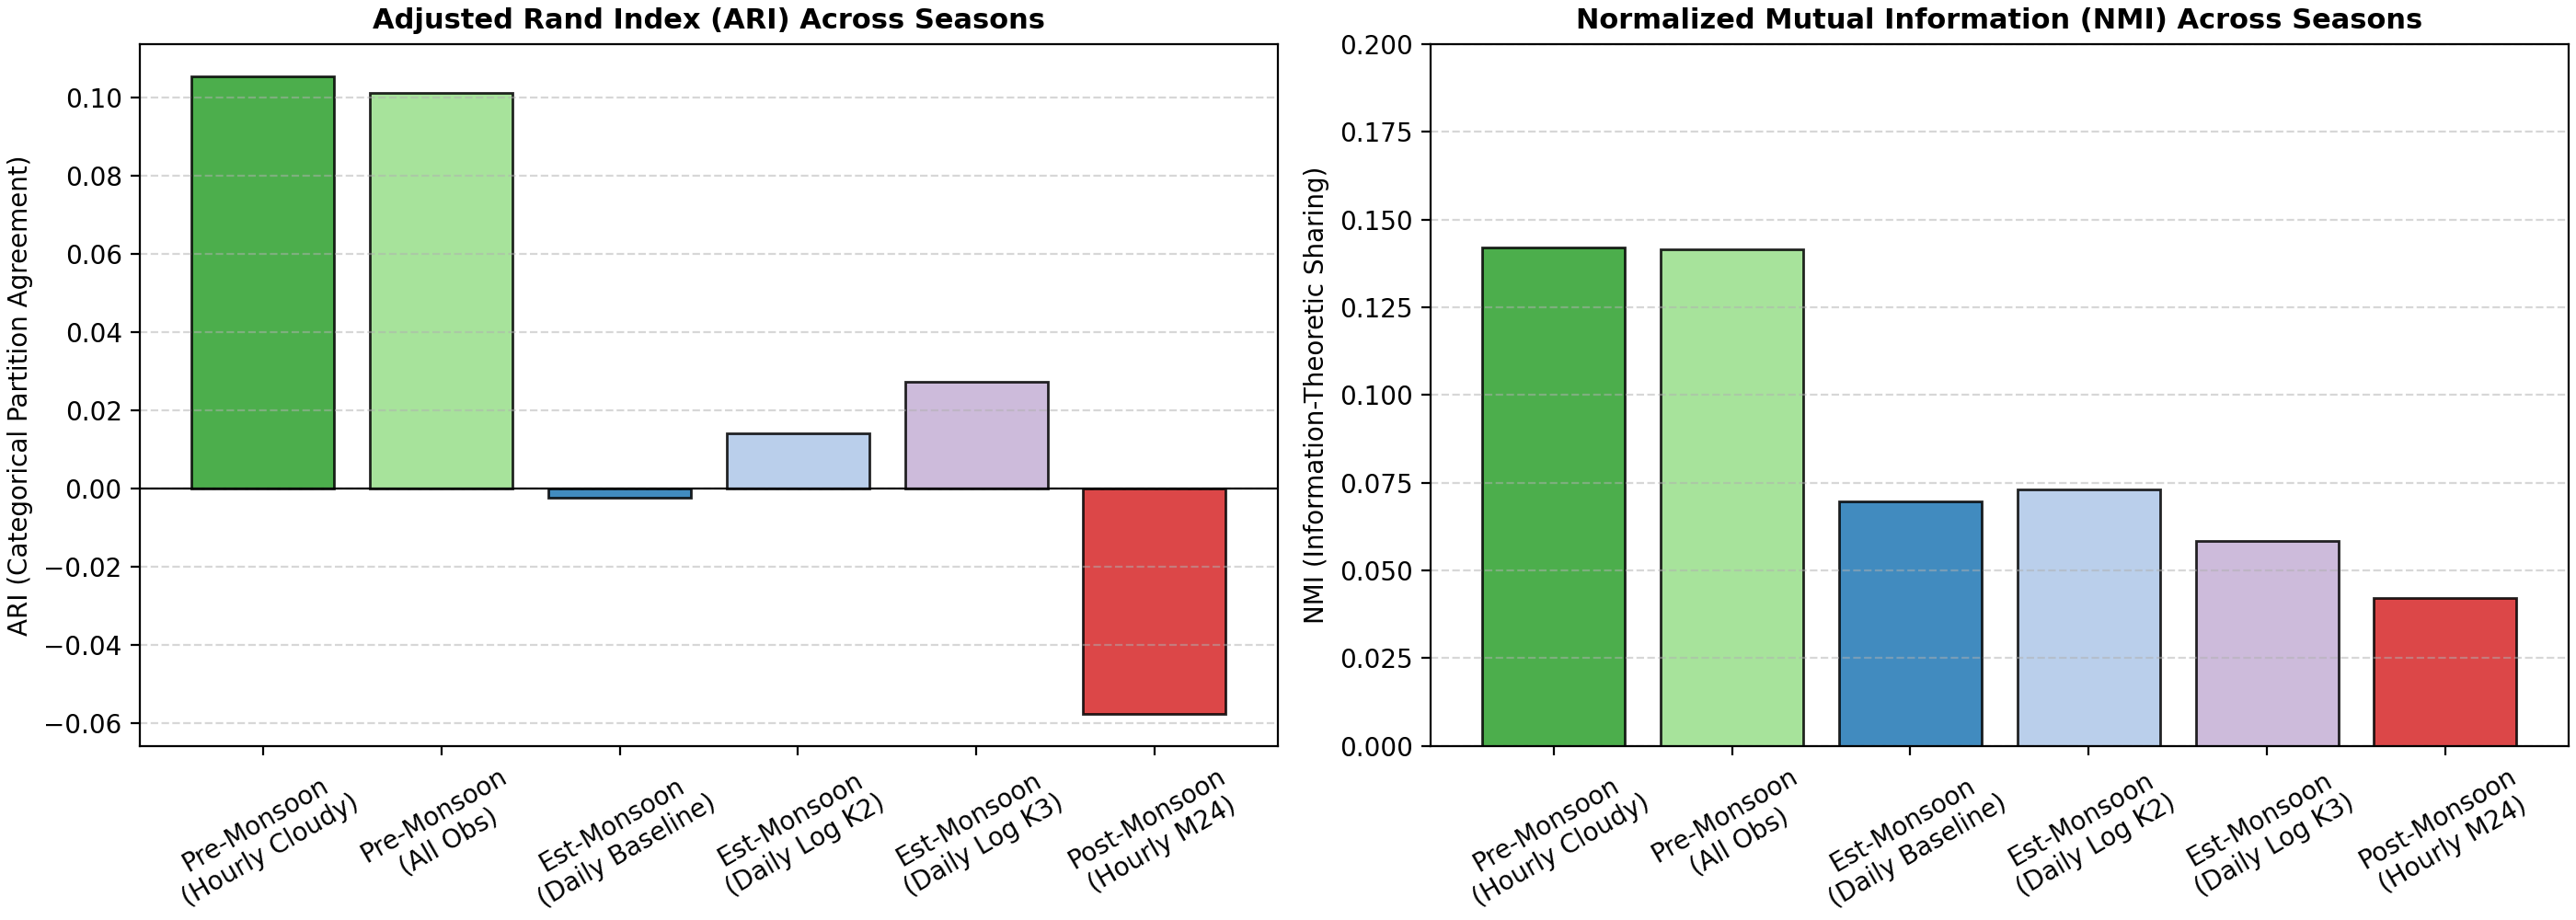 Adjusted Rand Index (ARI) Across Seasons
ARI (Categorical Partition Agreement)
0.10
0.08
0.06
0.04
0.02
0.00
−0.02
−0.04
−0.06
Pre-Monsoon
(Hourly Cloudy)
Pre-Monsoon
(All Obs)
Est-Monsoon
(Daily Baseline)
Est-Monsoon
(Daily Log K2)
Est-Monsoon
(Daily Log K3)
Post-Monsoon
(Hourly M24)
Normalized Mutual Information (NMI) Across Seasons
NMI (Information-Theoretic Sharing)
0.200
0.175
0.150
0.125
0.100
0.075
0.050
0.025
0.000
Pre-Monsoon
(Hourly Cloudy)
Pre-Monsoon
(All Obs)
Est-Monsoon
(Daily Baseline)
Est-Monsoon
(Daily Log K2)
Est-Monsoon
(Daily Log K3)
Post-Monsoon
(Hourly M24)